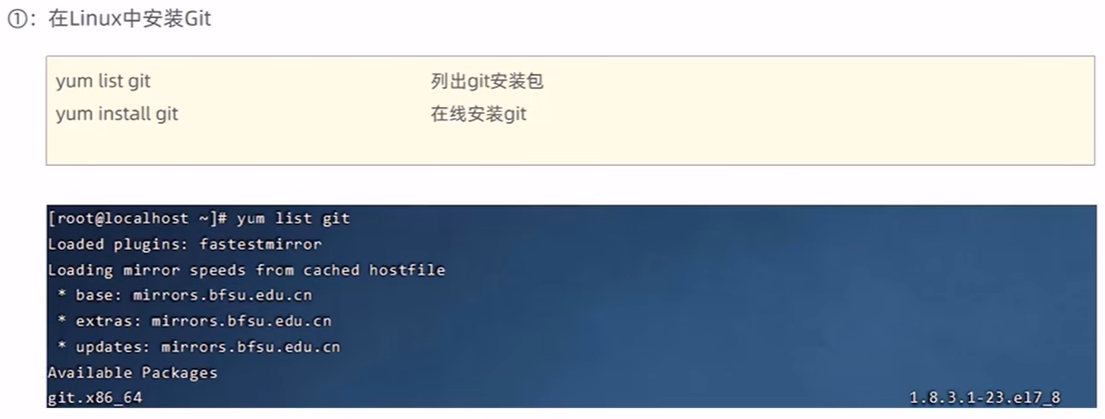 ①：在Linux中安装Git
yum list git 列出git安装包
yum install git 在线安装git
[root@localhost ~]# yum list git
Loaded plugins: fastestmirror
Loading mirror speeds from cached hostfile
* base: mirrors.bfsu.edu.cn
* extras: mirrors.bfsu.edu.cn
* updates: mirrors.bfsu.edu.cn
Available Packages
git.x86_64 1.8.3.1-23.el7_8